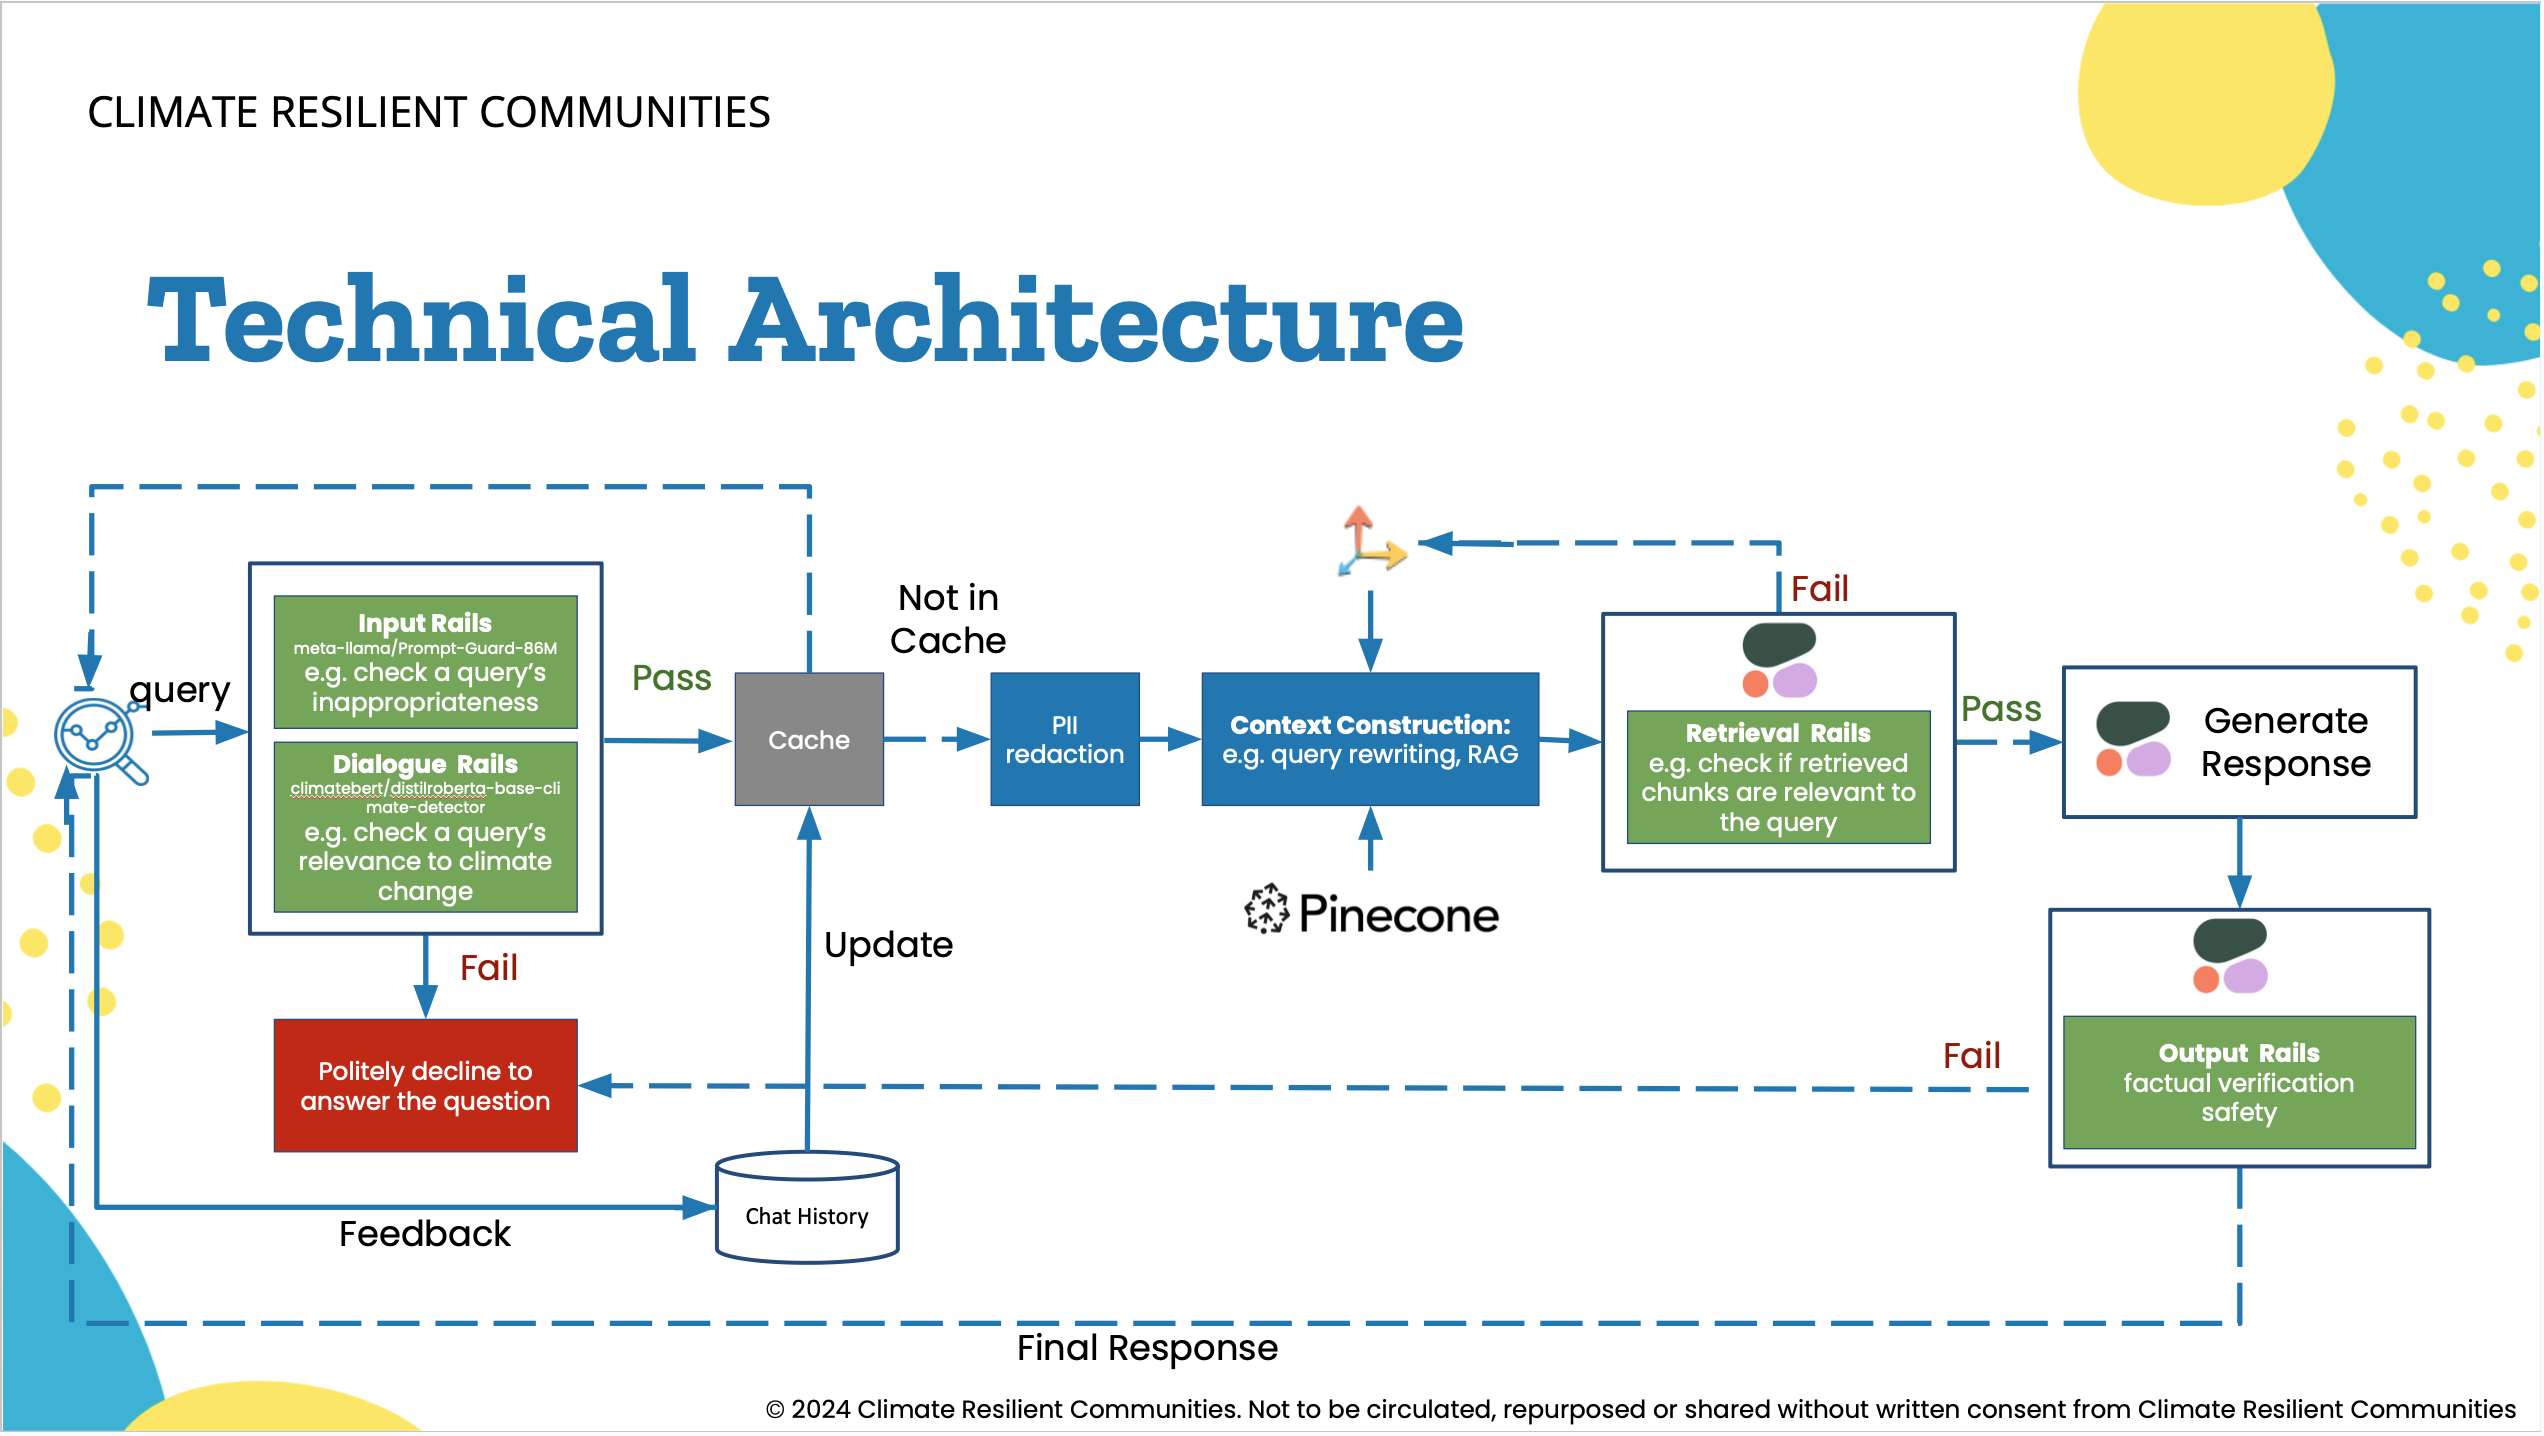 CLIMATE RESILIENT COMMUNITIES
Technical Architecture
query
Input Rails
meta-llama/Prompt-Guard-86M
e.g. check a query’s
inappropriateness
Dialogue Rails
climatebert/distilroberta-base-cli
mate-detector
e.g. check a query’s
relevance to climate
change
Pass
Fail
Politely decline to
answer the question
Cache
Not in
Cache
Update
Chat History
Feedback
PII
redaction
Context Construction:
e.g. query rewriting, RAG
Pinecone
Fail
Retrieval Rails
e.g. check if retrieved
chunks are relevant to
the query
Pass
Generate
Response
Output Rails
factual verification
safety
Fail
Final Response
© 2024 Climate Resilient Communities. Not to be circulated, repurposed or shared without written consent from Climate Resilient Communities